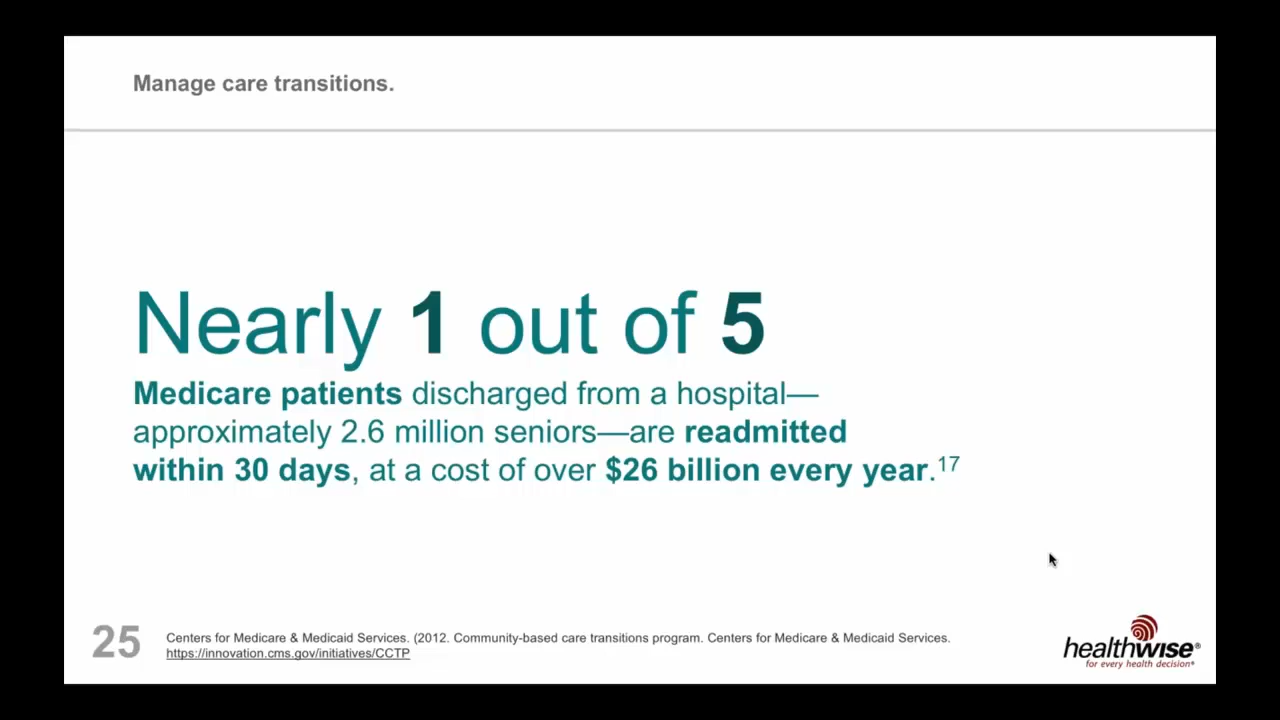 Manage care transitions.
Nearly 1 out of 5
Medicare patients discharged from a hospital—
approximately 2.6 million seniors—are readmitted
within 30 days, at a cost of over $26 billion every year.17
25
Centers for Medicare & Medicaid Services. (2012. Community-based care transitions program. Centers for Medicare & Medicaid Services.
https://innovation.cms.gov/initiatives/CCTP
healthwise®
for every health decision®